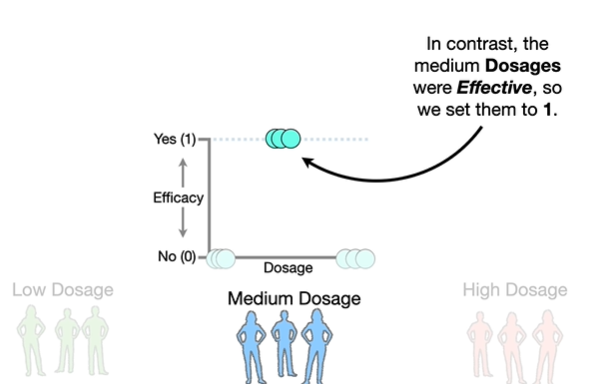 In contrast, the
medium Dosages
were Effective, so
we set them to 1.
Yes (1)
Efficacy
No (0)
Dosage
Low Dosage
Medium Dosage
High Dosage